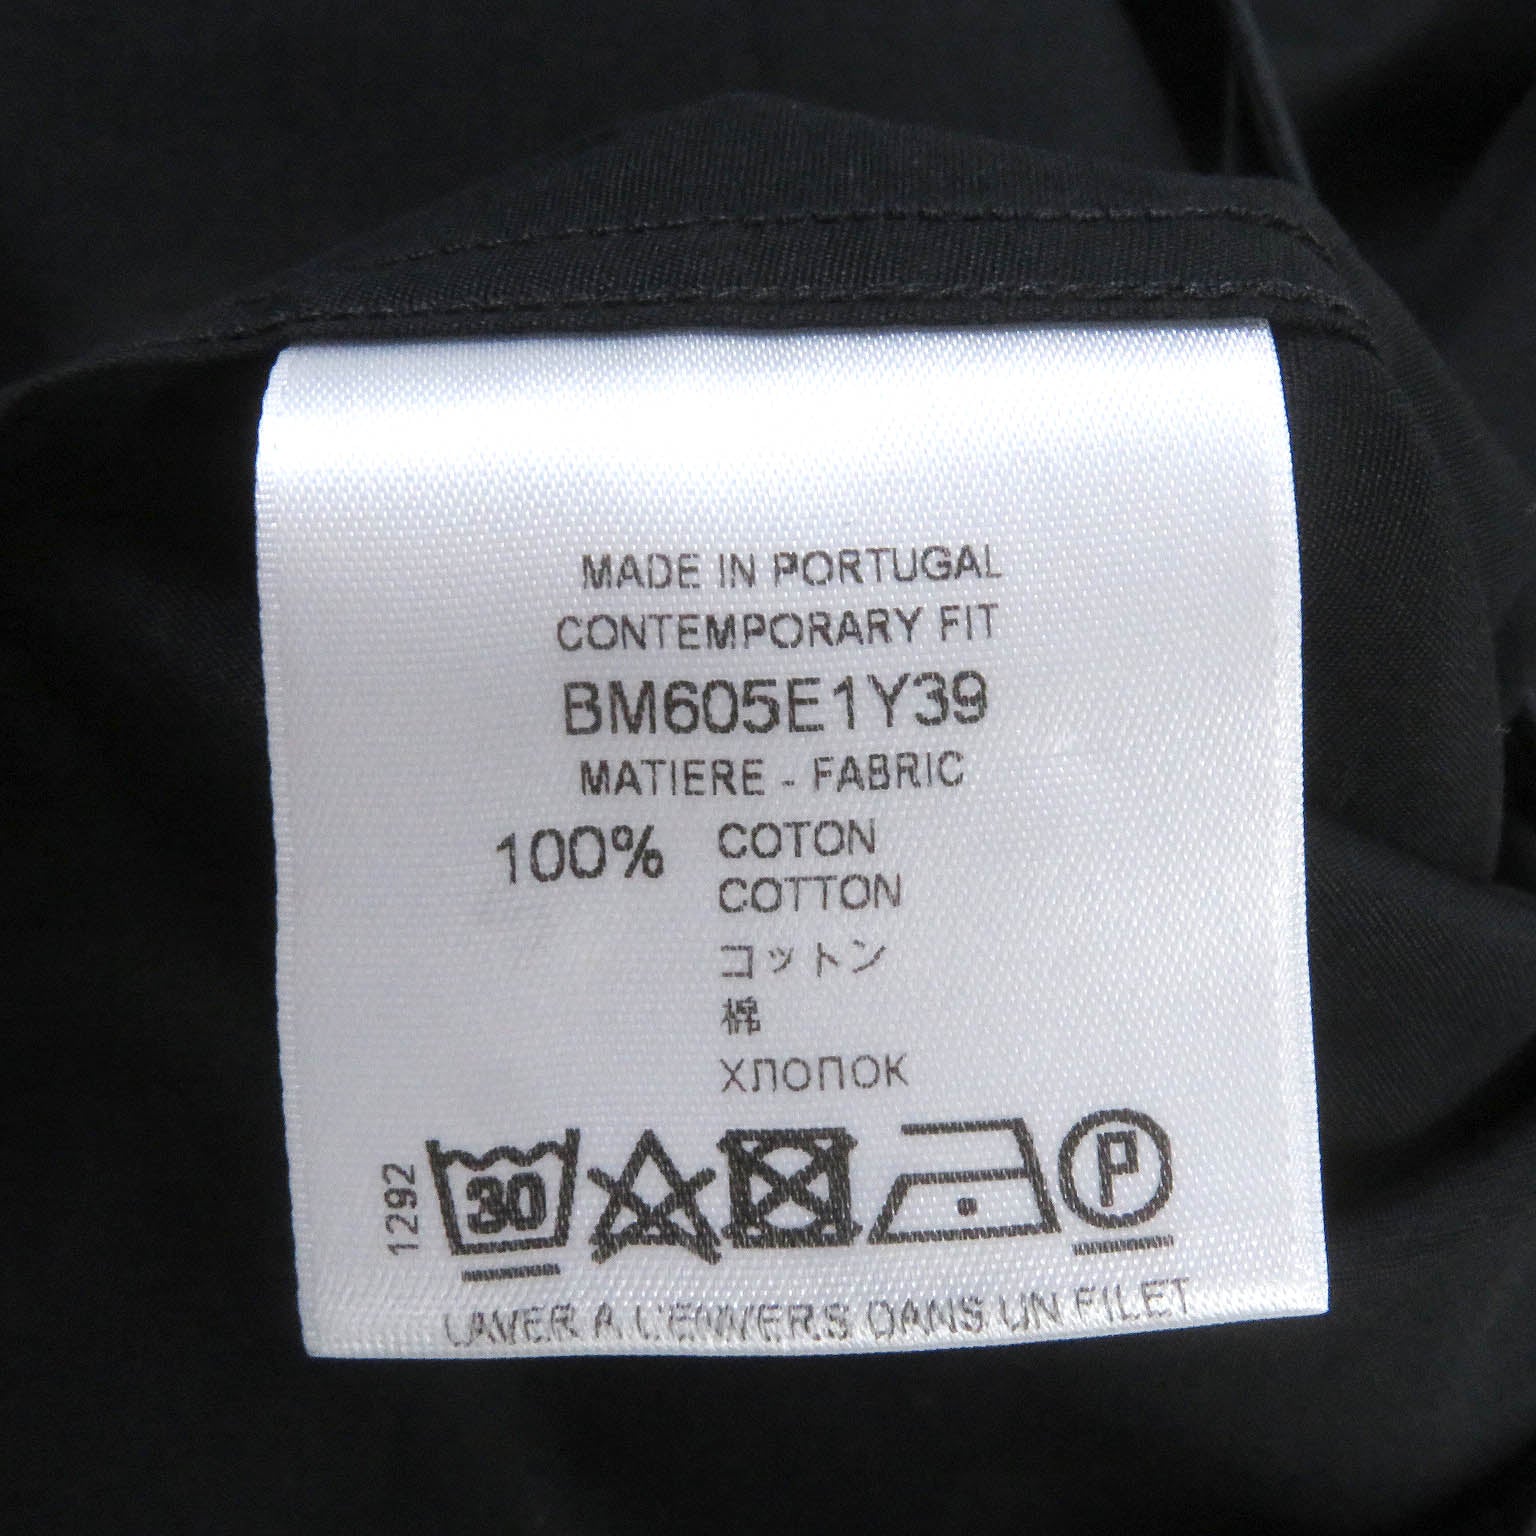 MADE IN PORTUGAL
CONTEMPORARY FIT
BM605E1Y39
MATIERE - FABRIC
100% COTON
COTTON
コットン
棉
ХЛОПОК
1292
30
P
LAVER A L'ENVERS DANS UN FILET